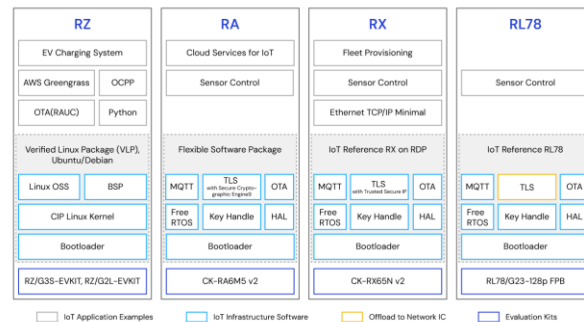 RZ
EV Charging System
AWS Greengrass
OCPP
OTA(RAUC)
Python
Verified Linux Package (VLP),
Ubuntu/Debian
Linux OSS
BSP
CIP Linux Kernel
Bootloader
RZ/G3S-EVKIT, RZ/G2L-EVKIT
RA
Cloud Services for IoT
Sensor Control
Flexible Software Package
MQTT
TLS
with Secure Crypto-
graphic Engine9
OTA
Free
RTOS
Key Handle
HAL
Bootloader
CK-RA6M5 v2
RX
Fleet Provisioning
Sensor Control
Ethernet TCP/IP Minimal
IoT Reference RX on RDP
MQTT
TLS
with Trusted Secure IP
OTA
Free
RTOS
Key Handle
HAL
Bootloader
CK-RX65N v2
RL78
Sensor Control
IoT Reference RL78
MQTT
TLS
OTA
Free
RTOS
Key Handle
HAL
Bootloader
RL78/G23-128p FPB
IoT Application Examples
IoT Infrastructure Software
Offload to Network IC
Evaluation Kits